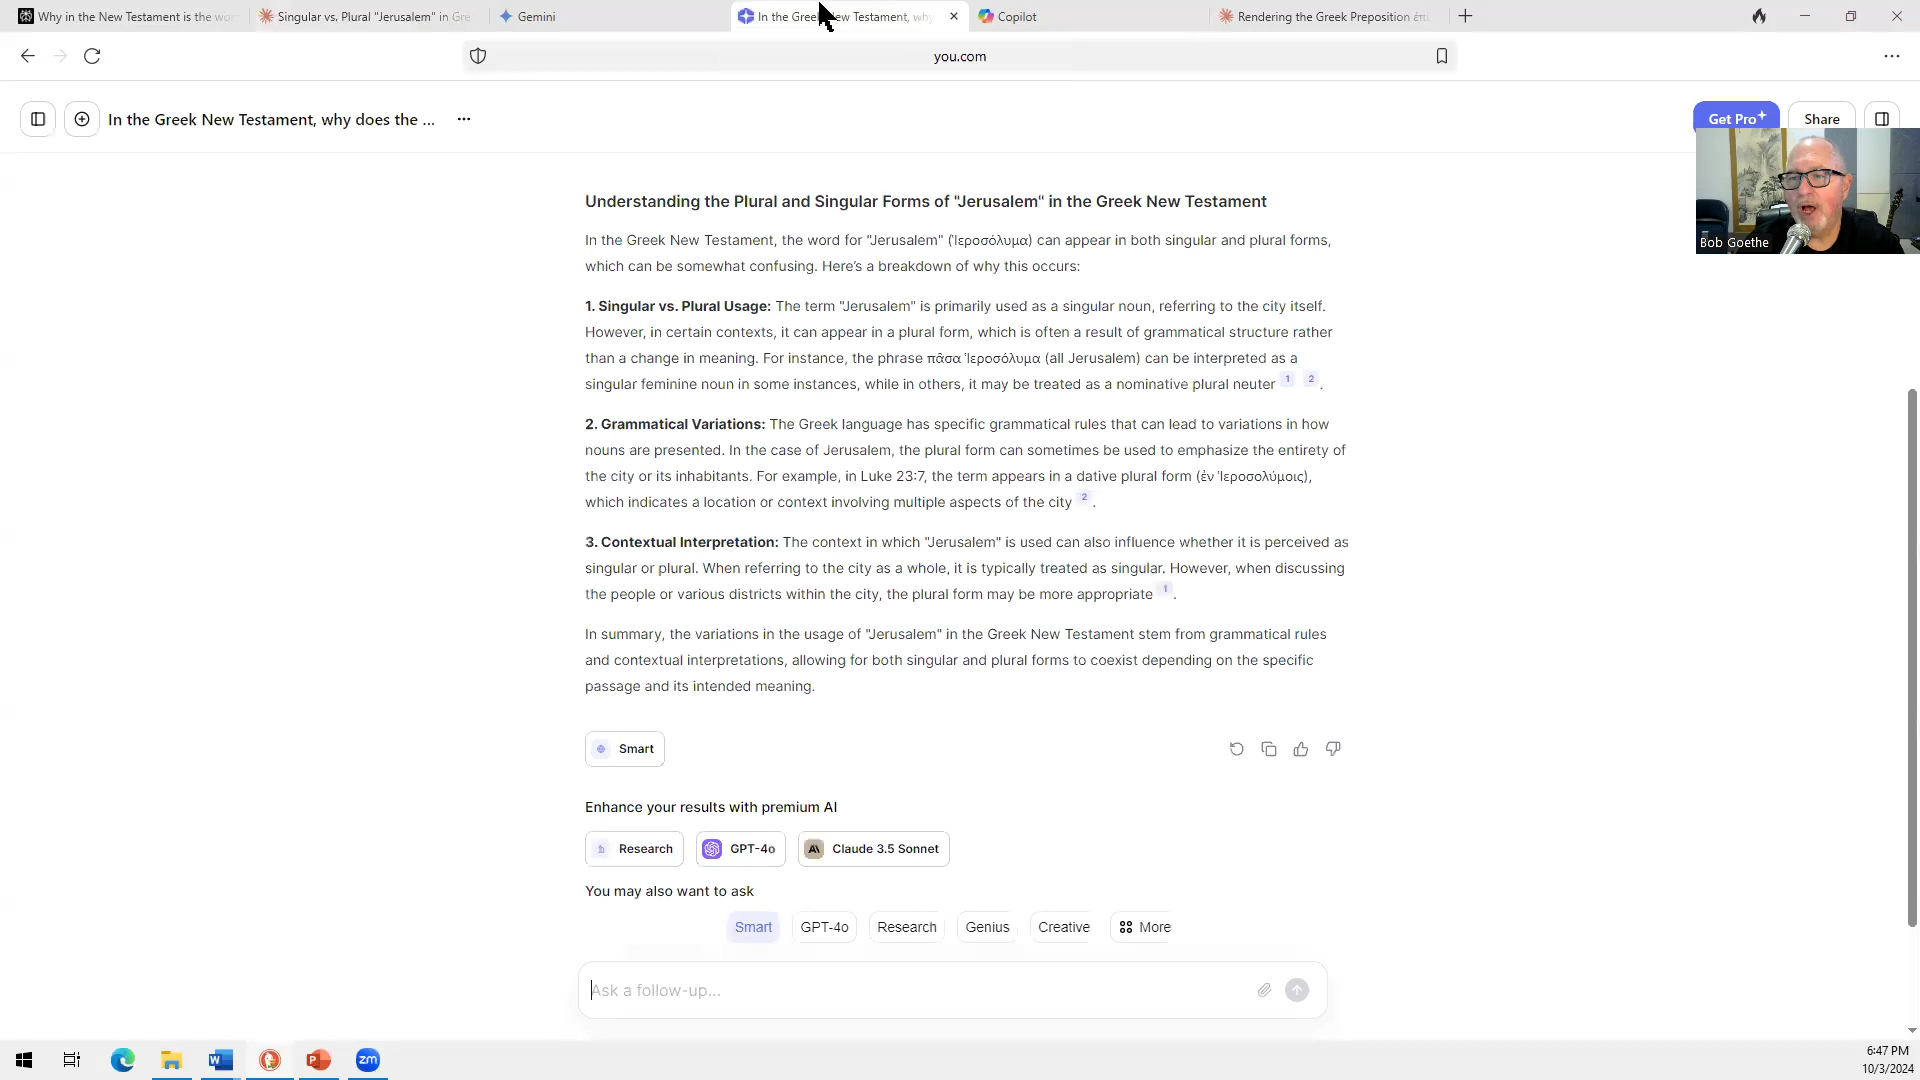 Why in the New Testament is the wo
Singular vs. Plural "Jerusalem" in Gre
Gemini
In the Greek New Testament, why
Copilot
Rendering the Greek Preposition ἐπί
you.com
In the Greek New Testament, why does the ...
Get Pro
Share
Bob Goethe
Understanding the Plural and Singular Forms of "Jerusalem" in the Greek New Testament
In the Greek New Testament, the word for "Jerusalem" (Ἱεροσόλυμα) can appear in both singular and plural forms,
which can be somewhat confusing. Here's a breakdown of why this occurs:
1. Singular vs. Plural Usage: The term "Jerusalem" is primarily used as a singular noun, referring to the city itself.
However, in certain contexts, it can appear in a plural form, which is often a result of grammatical structure rather
than a change in meaning. For instance, the phrase πᾶσα Ἱεροσόλυμα (all Jerusalem) can be interpreted as a
singular feminine noun in some instances, while in others, it may be treated as a nominative plural neuter 1 2 .
2. Grammatical Variations: The Greek language has specific grammatical rules that can lead to variations in how
nouns are presented. In the case of Jerusalem, the plural form can sometimes be used to emphasize the entirety of
the city or its inhabitants. For example, in Luke 23:7, the term appears in a dative plural form (ἐν Ἱεροσολύμοις),
which indicates a location or context involving multiple aspects of the city 2 .
3. Contextual Interpretation: The context in which "Jerusalem" is used can also influence whether it is perceived as
singular or plural. When referring to the city as a whole, it is typically treated as singular. However, when discussing
the people or various districts within the city, the plural form may be more appropriate 1 .
In summary, the variations in the usage of "Jerusalem" in the Greek New Testament stem from grammatical rules
and contextual interpretations, allowing for both singular and plural forms to coexist depending on the specific
passage and its intended meaning.
Smart
Enhance your results with premium AI
Research GPT-4o Claude 3.5 Sonnet
You may also want to ask
Smart GPT-4o Research Genius Creative More
Ask a follow-up...
6:47 PM
10/3/2024